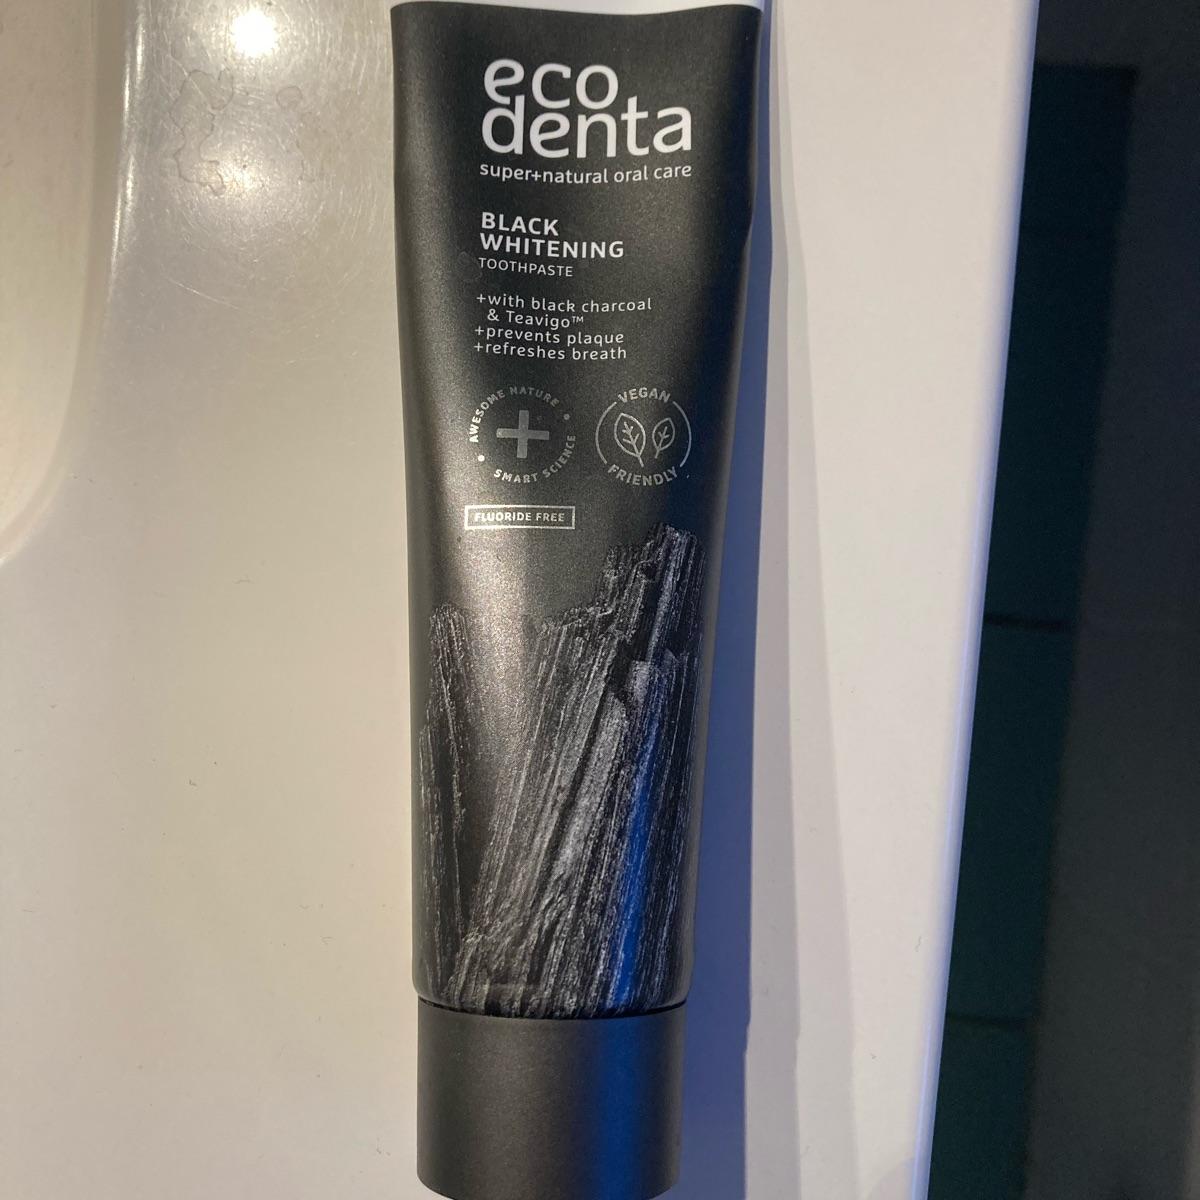 eco
denta
super+natural oral care
BLACK
WHITENING
TOOTHPASTE
+with black charcoal
& Teavigo™
+prevents plaque
+refreshes breath
AWESOME NATURE
SMART SCIENCE
VEGAN
FRIENDLY
FLUORIDE FREE